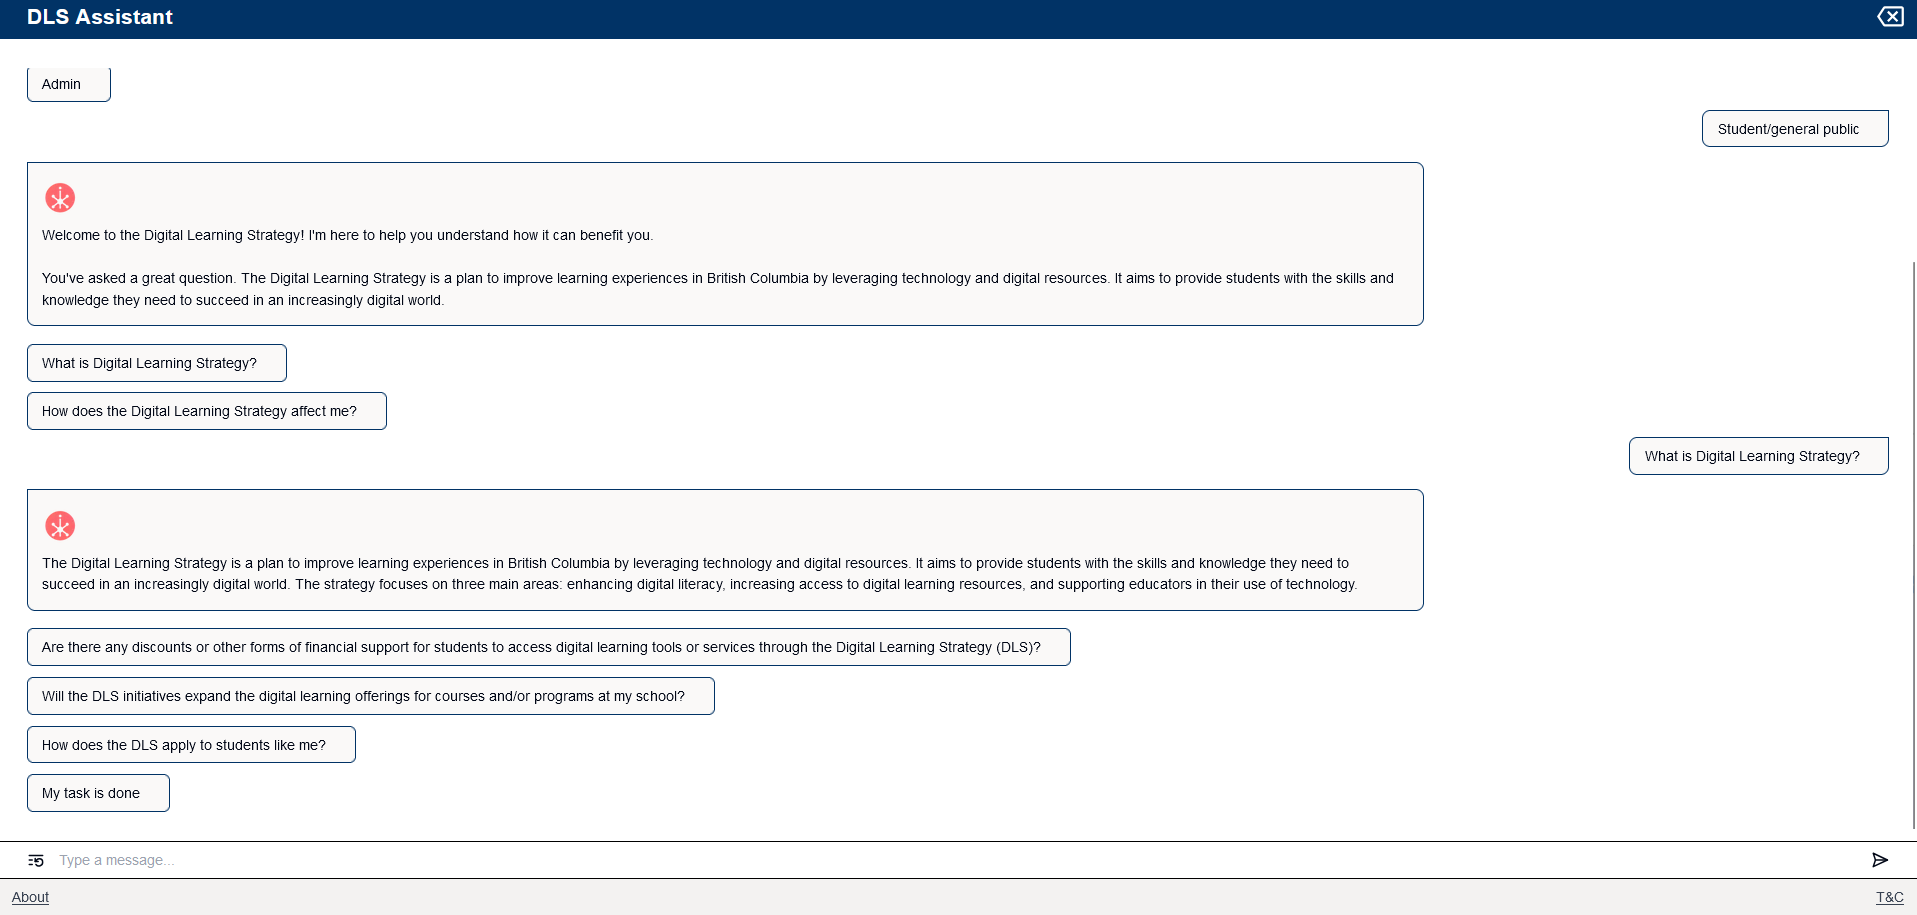 DLS Assistant
Admin
Student/general public
Welcome to the Digital Learning Strategy! I'm here to help you understand how it can benefit you.
You've asked a great question. The Digital Learning Strategy is a plan to improve learning experiences in British Columbia by leveraging technology and digital resources. It aims to provide students with the skills and
knowledge they need to succeed in an increasingly digital world.
What is Digital Learning Strategy?
How does the Digital Learning Strategy affect me?
What is Digital Learning Strategy?
The Digital Learning Strategy is a plan to improve learning experiences in British Columbia by leveraging technology and digital resources. It aims to provide students with the skills and knowledge they need to
succeed in an increasingly digital world. The strategy focuses on three main areas: enhancing digital literacy, increasing access to digital learning resources, and supporting educators in their use of technology.
Are there any discounts or other forms of financial support for students to access digital learning tools or services through the Digital Learning Strategy (DLS)?
Will the DLS initiatives expand the digital learning offerings for courses and/or programs at my school?
How does the DLS apply to students like me?
My task is done
Type a message...
About
T&C